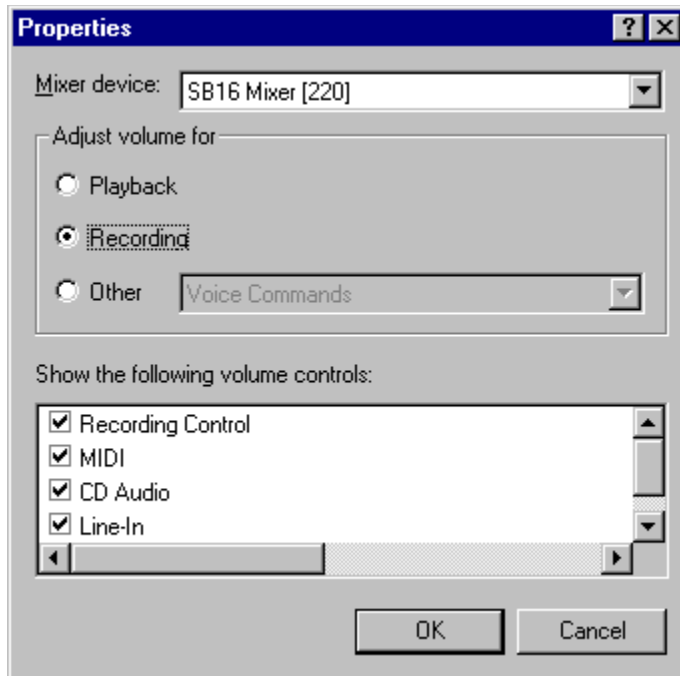 Properties
Mixer device: SB16 Mixer [220]
Adjust volume for
Playback
Recording
Other Voice Commands
Show the following volume controls:
Recording Control
MIDI
CD Audio
Line-In
OK Cancel